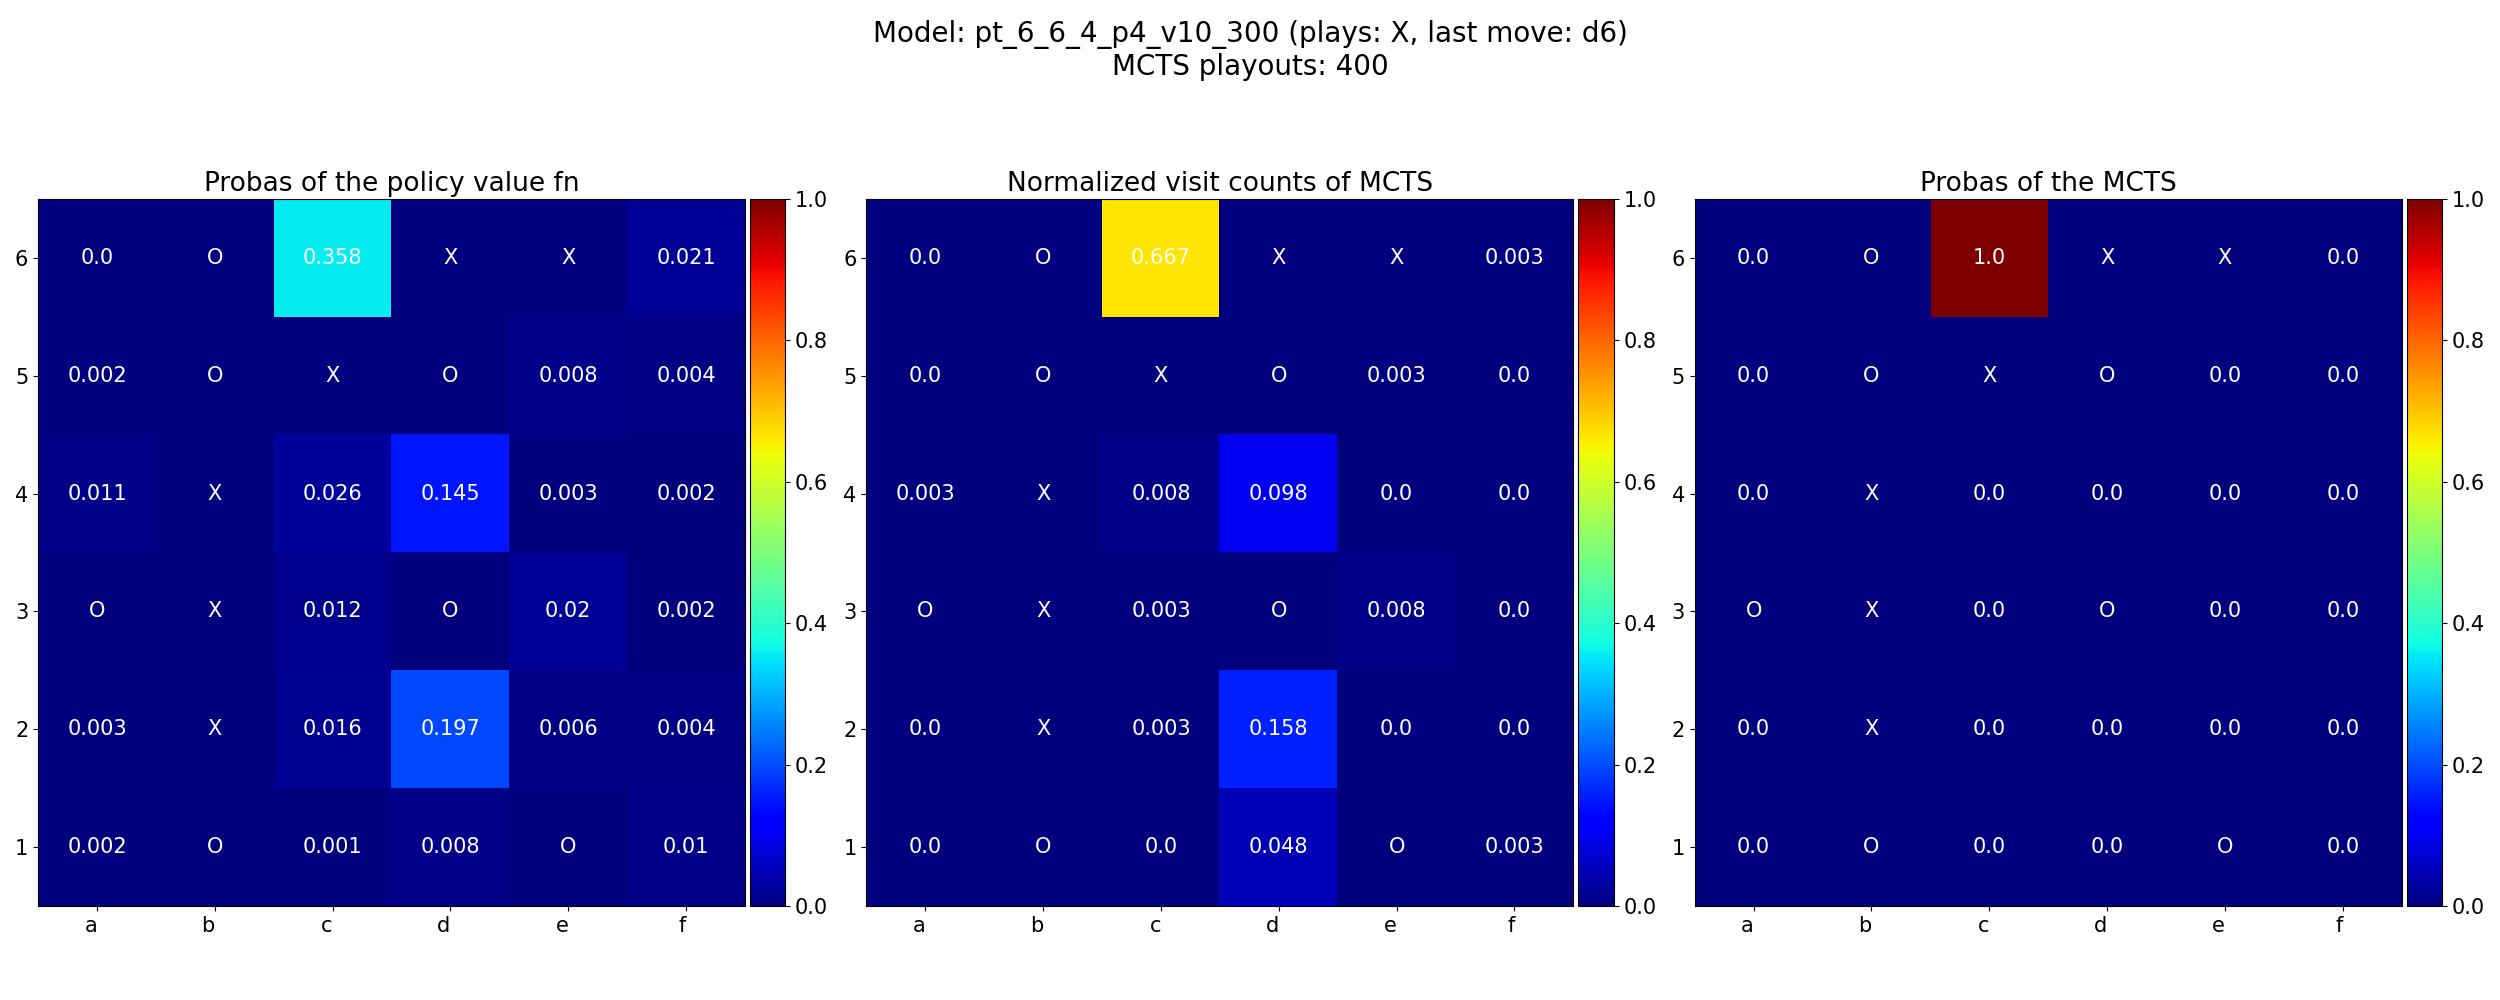 Model: pt_6_6_4_p4_v10_300 (plays: X, last move: d6)
MCTS playouts: 400
Probas of the policy value fn
6 0.0 O 0.358 X X 0.021
5 0.002 O X O 0.008 0.004
4 0.011 X 0.026 0.145 0.003 0.002
3 O X 0.012 O 0.02 0.002
2 0.003 X 0.016 0.197 0.006 0.004
1 0.002 O 0.001 0.008 O 0.01
a b c d e f
1.0
0.8
0.6
0.4
0.2
0.0
Normalized visit counts of MCTS
6 0.0 O 0.667 X X 0.003
5 0.0 O X O 0.003 0.0
4 0.003 X 0.008 0.098 0.0 0.0
3 O X 0.003 O 0.008 0.0
2 0.0 X 0.003 0.158 0.0 0.0
1 0.0 O 0.0 0.048 O 0.003
a b c d e f
1.0
0.8
0.6
0.4
0.2
0.0
Probas of the MCTS
6 0.0 O 1.0 X X 0.0
5 0.0 O X O 0.0 0.0
4 0.0 X 0.0 0.0 0.0 0.0
3 O X 0.0 O 0.0 0.0
2 0.0 X 0.0 0.0 0.0 0.0
1 0.0 O 0.0 0.0 O 0.0
a b c d e f
1.0
0.8
0.6
0.4
0.2
0.0